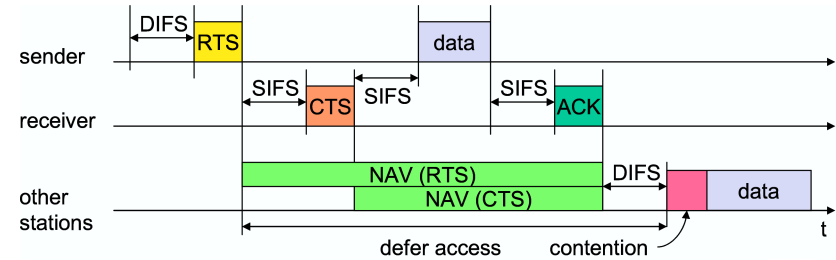 DIFS
RTS
data
sender
SIFS
CTS
SIFS
SIFS
ACK
receiver
NAV (RTS)
DIFS
NAV (CTS)
data
other
stations
t
defer access
contention